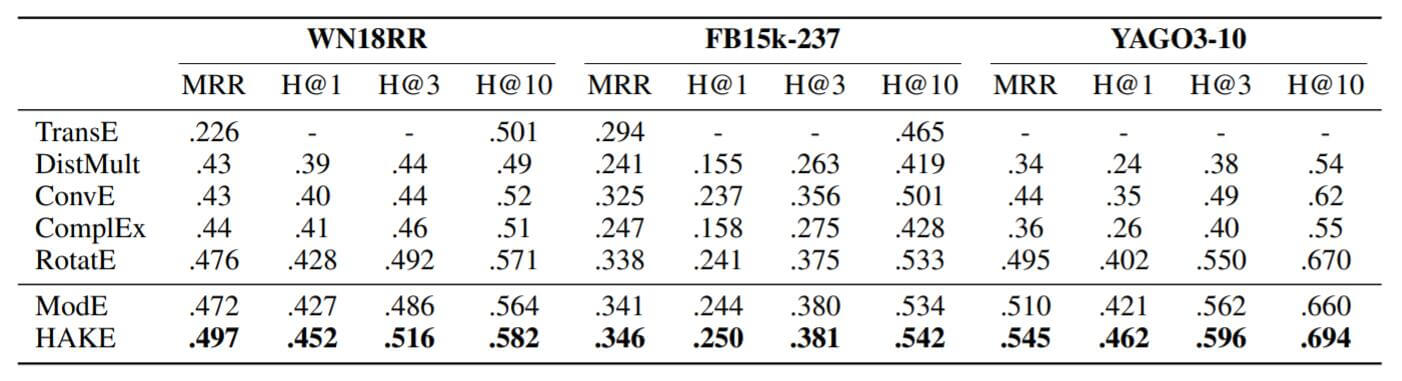 WN18RR FB15k-237 YAGO3-10
MRR H@1 H@3 H@10 MRR H@1 H@3 H@10 MRR H@1 H@3 H@10
TransE .226 - - .501 .294 - - .465 - - - -
DistMult .43 .39 .44 .49 .241 .155 .263 .419 .34 .24 .38 .54
ConvE .43 .40 .44 .52 .325 .237 .356 .501 .44 .35 .49 .62
ComplEx .44 .41 .46 .51 .247 .158 .275 .428 .36 .26 .40 .55
RotatE .476 .428 .492 .571 .338 .241 .375 .533 .495 .402 .550 .670
ModE .472 .427 .486 .564 .341 .244 .380 .534 .510 .421 .562 .660
HAKE .497 .452 .516 .582 .346 .250 .381 .542 .545 .462 .596 .694